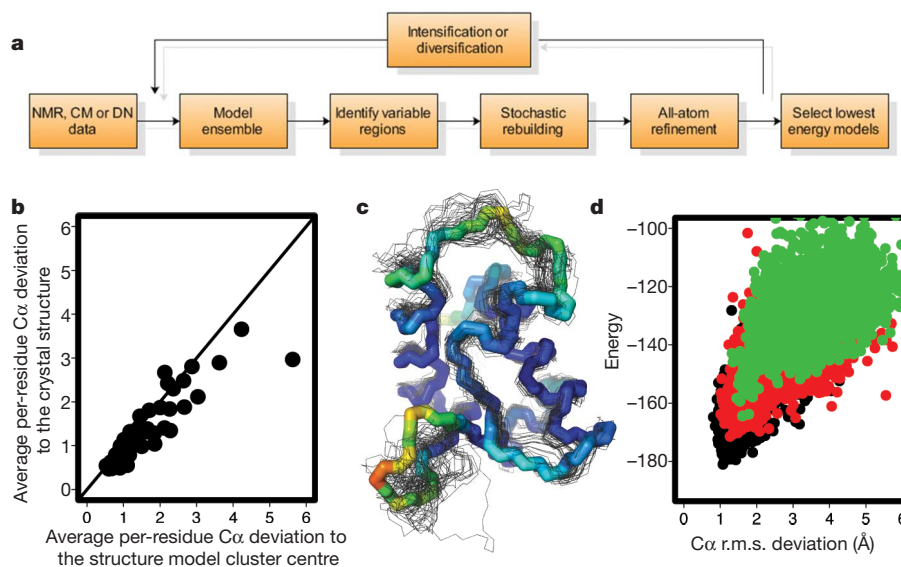 a
Intensification or
diversification
NMR, CM or DN
data
Model
ensemble
Identify variable
regions
Stochastic
rebuilding
All-atom
refinement
Select lowest
energy models
b
Average per-residue Cα deviation
to the crystal structure
6
5
4
3
2
1
0
0 1 2 3 4 5 6
Average per-residue Cα deviation to
the structure model cluster centre
c
d
Energy
−100
−120
−140
−160
−180
0 1 2 3 4 5 6
Cα r.m.s. deviation (Å)